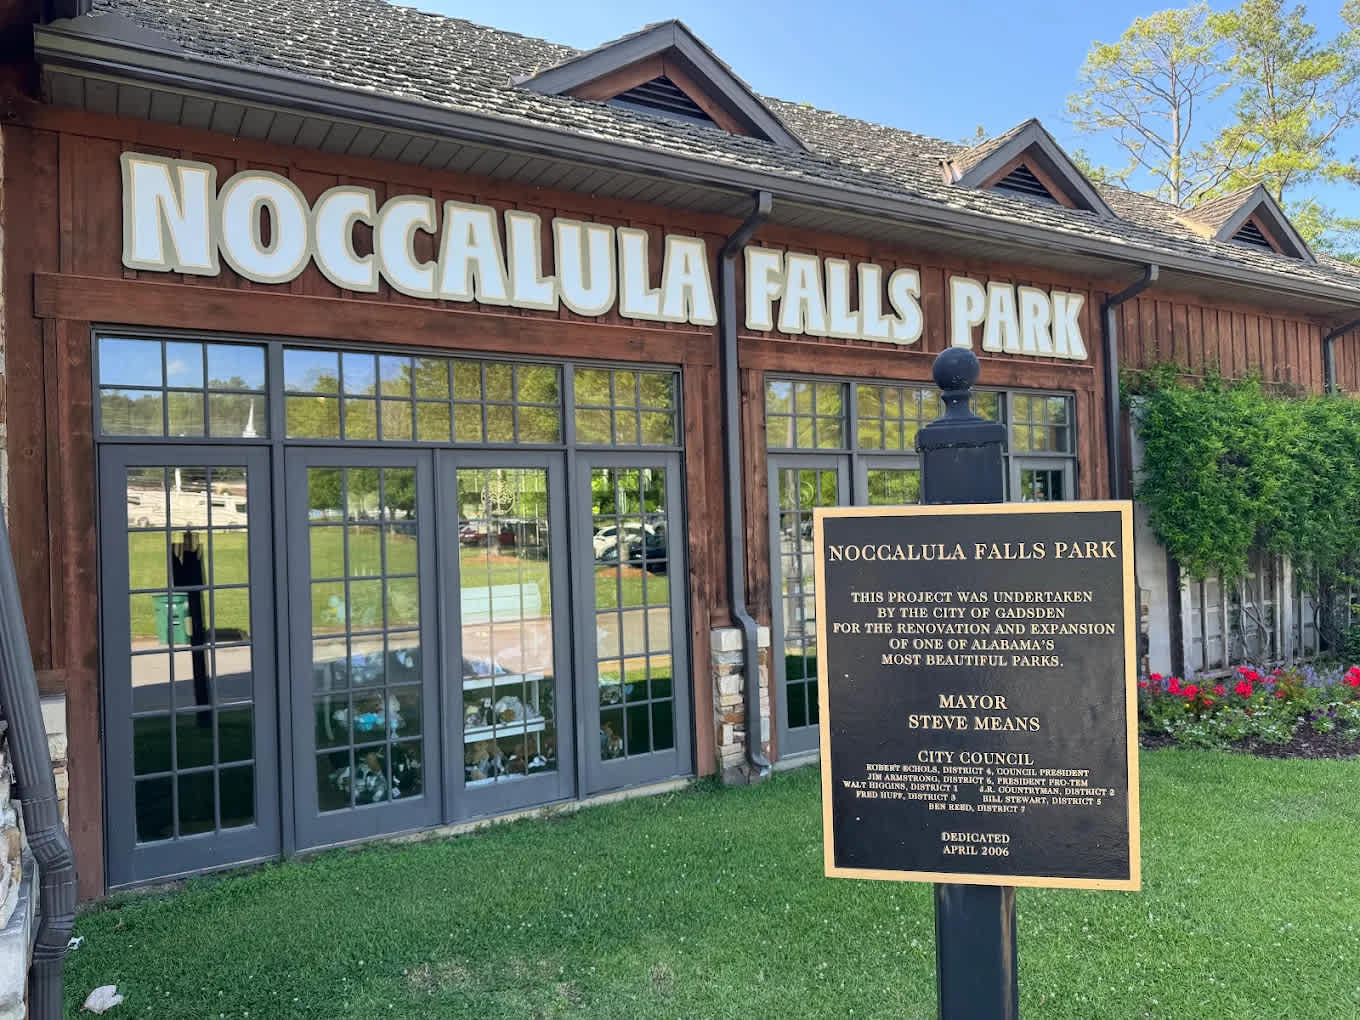 NOCCALULA FALLS PARK
NOCCALULA FALLS PARK
THIS PROJECT WAS UNDERTAKEN
BY THE CITY OF GADSDEN
FOR THE RENOVATION AND EXPANSION
OF ONE OF ALABAMA'S
MOST BEAUTIFUL PARKS.
MAYOR
STEVE MEANS
CITY COUNCIL
ROBERT ECHOLS, DISTRICT 4, COUNCIL PRESIDENT
JIM ARMSTRONG, DISTRICT 6, PRESIDENT PRO-TEM
WALT HIGGINS, DISTRICT 1 J.R. COUNTRYMAN, DISTRICT 2
FRED HUFF, DISTRICT 3 BILL STEWART, DISTRICT 5
BEN REED, DISTRICT 7
DEDICATED
APRIL 2006